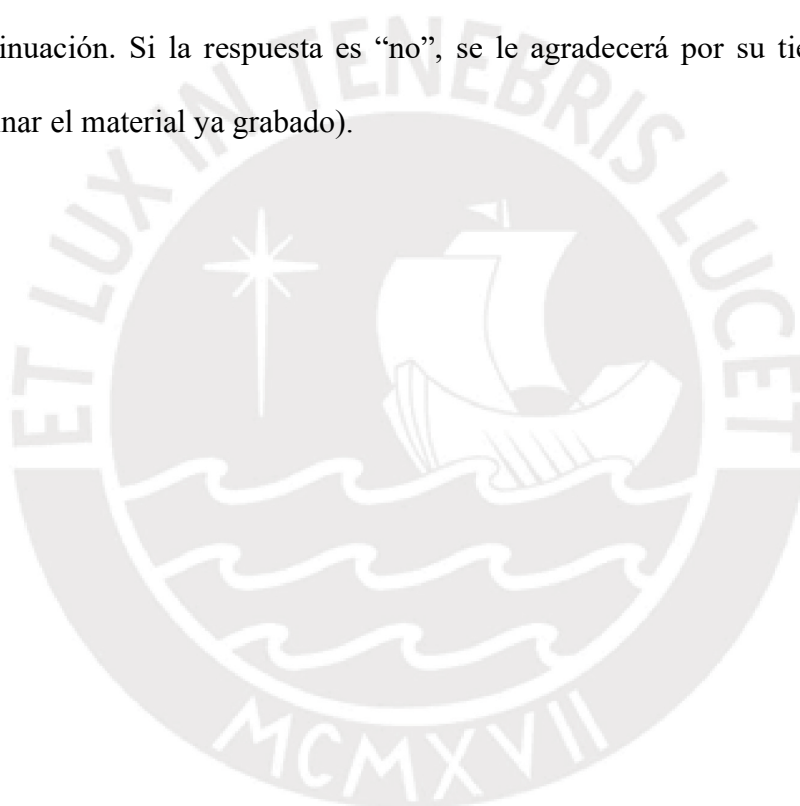 inuación. Si la respuesta es “no”, se le agradecerá por su tie
nar el material ya grabado).
ET LUX IN TENEBRIS LUCET
MCMXVII